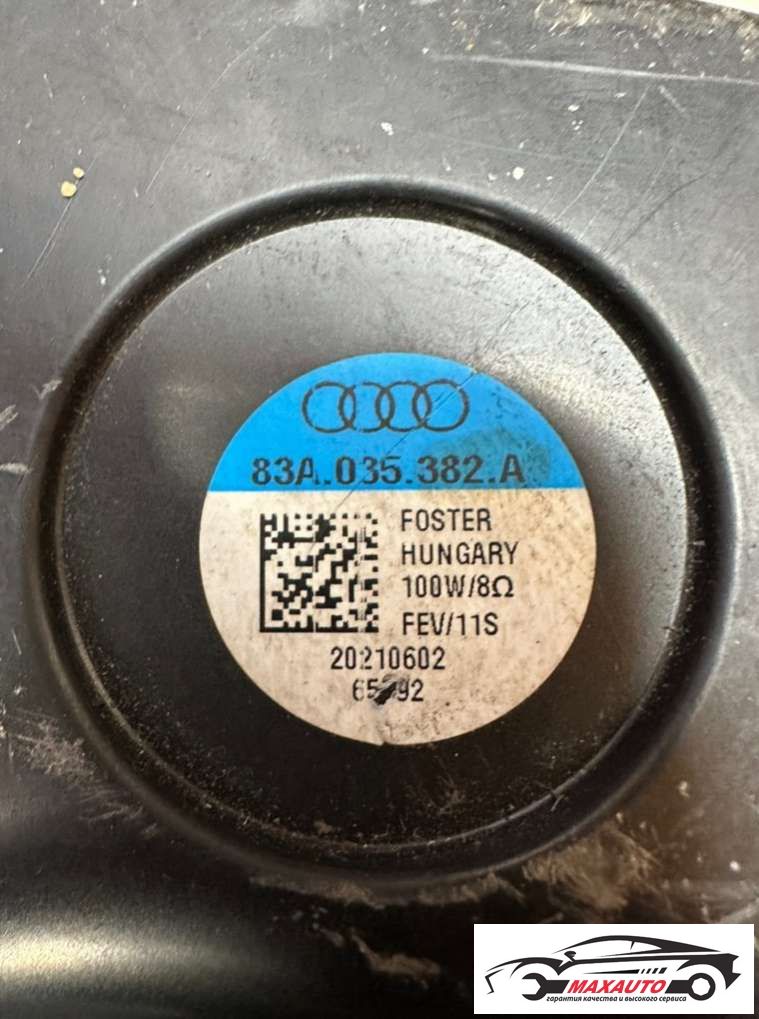 83A.035.382.A
FOSTER
HUNGARY
100W/8Ω
FEV/11S
20210602
MAXAUTO
гарантия качества и высокого сервиса